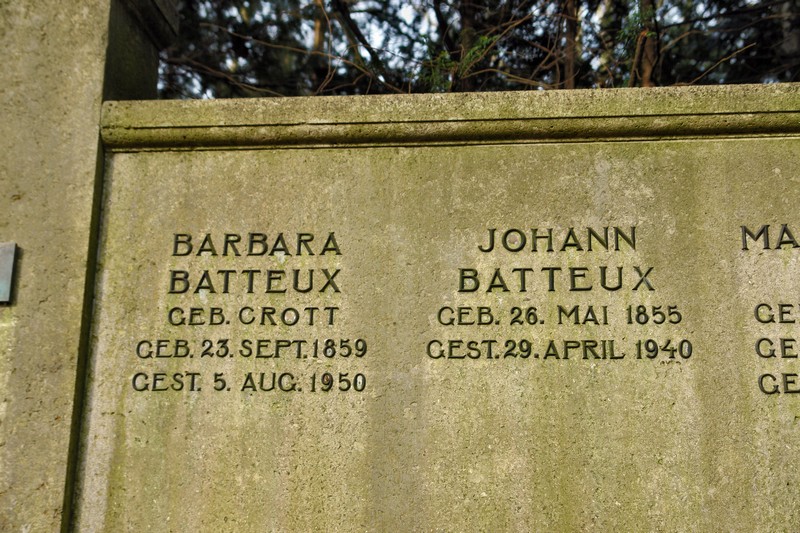 BARBARA
BATTEUX
GEB. CROTT
GEB. 23. SEPT. 1859
GEST. 5. AUG. 1950
JOHANN
BATTEUX
GEB. 26. MAI 1855
GEST. 29. APRIL 1940